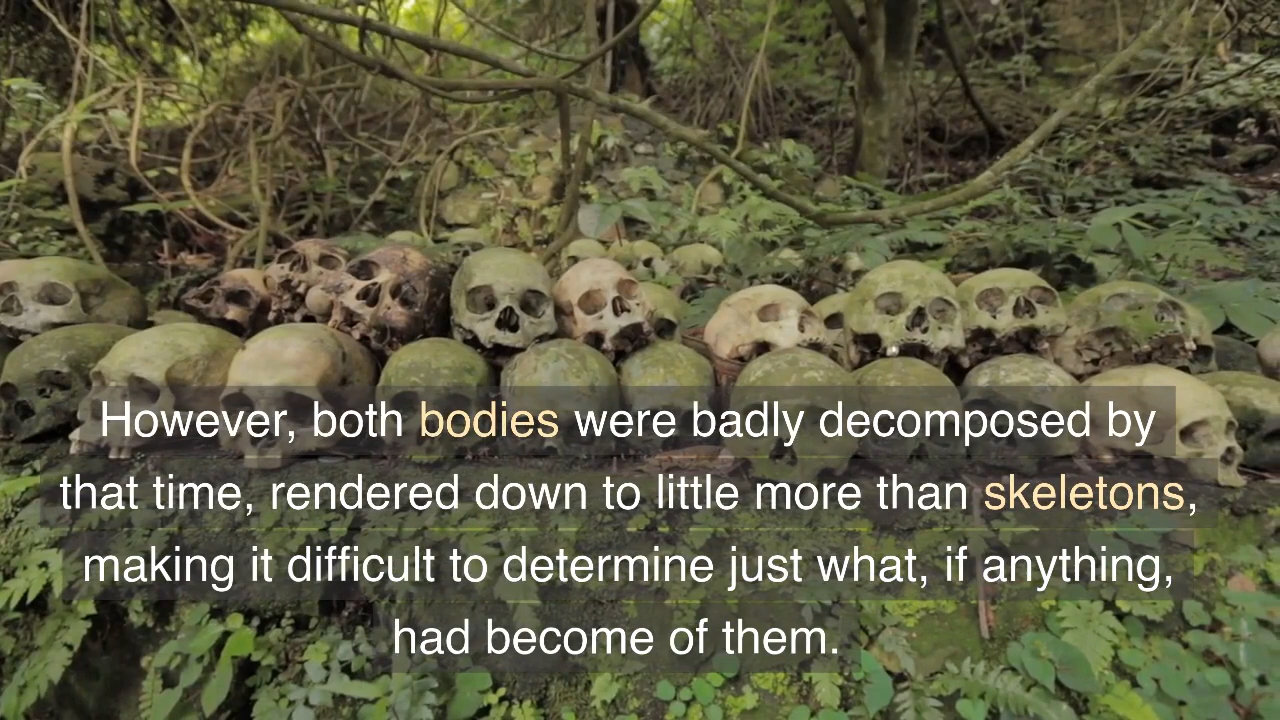 However, both bodies were badly decomposed by
that time, rendered down to little more than skeletons,
making it difficult to determine just what, if anything,
had become of them.